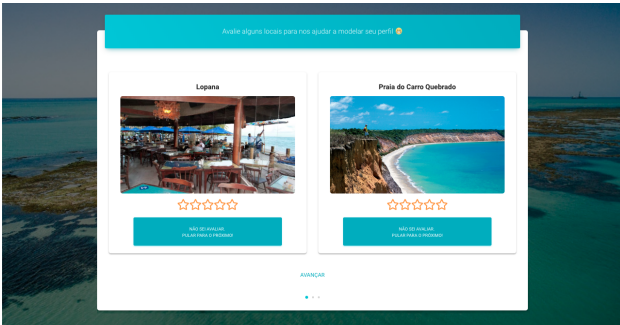 Avalie alguns locais para nos ajudar a modelar seu perfil 😁
Lopana
Praia do Carro Quebrado
NÃO SEI AVALIAR
PULAR PARA O PRÓXIMO!
NÃO SEI AVALIAR
PULAR PARA O PRÓXIMO!
AVANÇAR